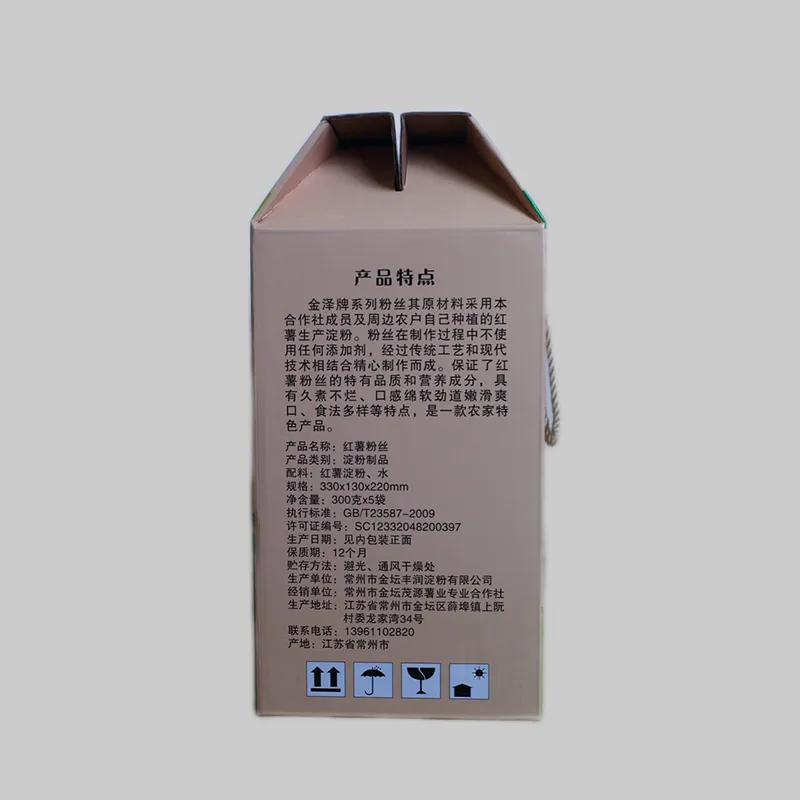 产品特点
金泽牌系列粉丝其原材料采用本
合作社成员及周边农户自己种植的红
薯生产淀粉。粉丝在制作过程中不使
用任何添加剂，经过传统工艺和现代
技术相结合精心制作而成。保证了红
薯粉丝的特有品质和营养成分，具
有久煮不烂、口感绵软劲道嫩滑爽
口、食法多样等特点，是一款农家特
色产品。
产品名称：红薯粉丝
产品类别：淀粉制品
配料：红薯淀粉、水
规格：330x130x220mm
净含量：300克x5袋
执行标准：GB/T23587-2009
许可证编号：SC12332048200397
生产日期：见内包装正面
保质期：12个月
贮存方法：避光、通风干燥处
生产单位：常州市金坛丰润淀粉有限公司
经销单位：常州市金坛茂源薯业专业合作社
生产地址：江苏省常州市金坛区薛埠镇上阮
村委龙家湾34号
联系电话：13961102820
产地：江苏省常州市